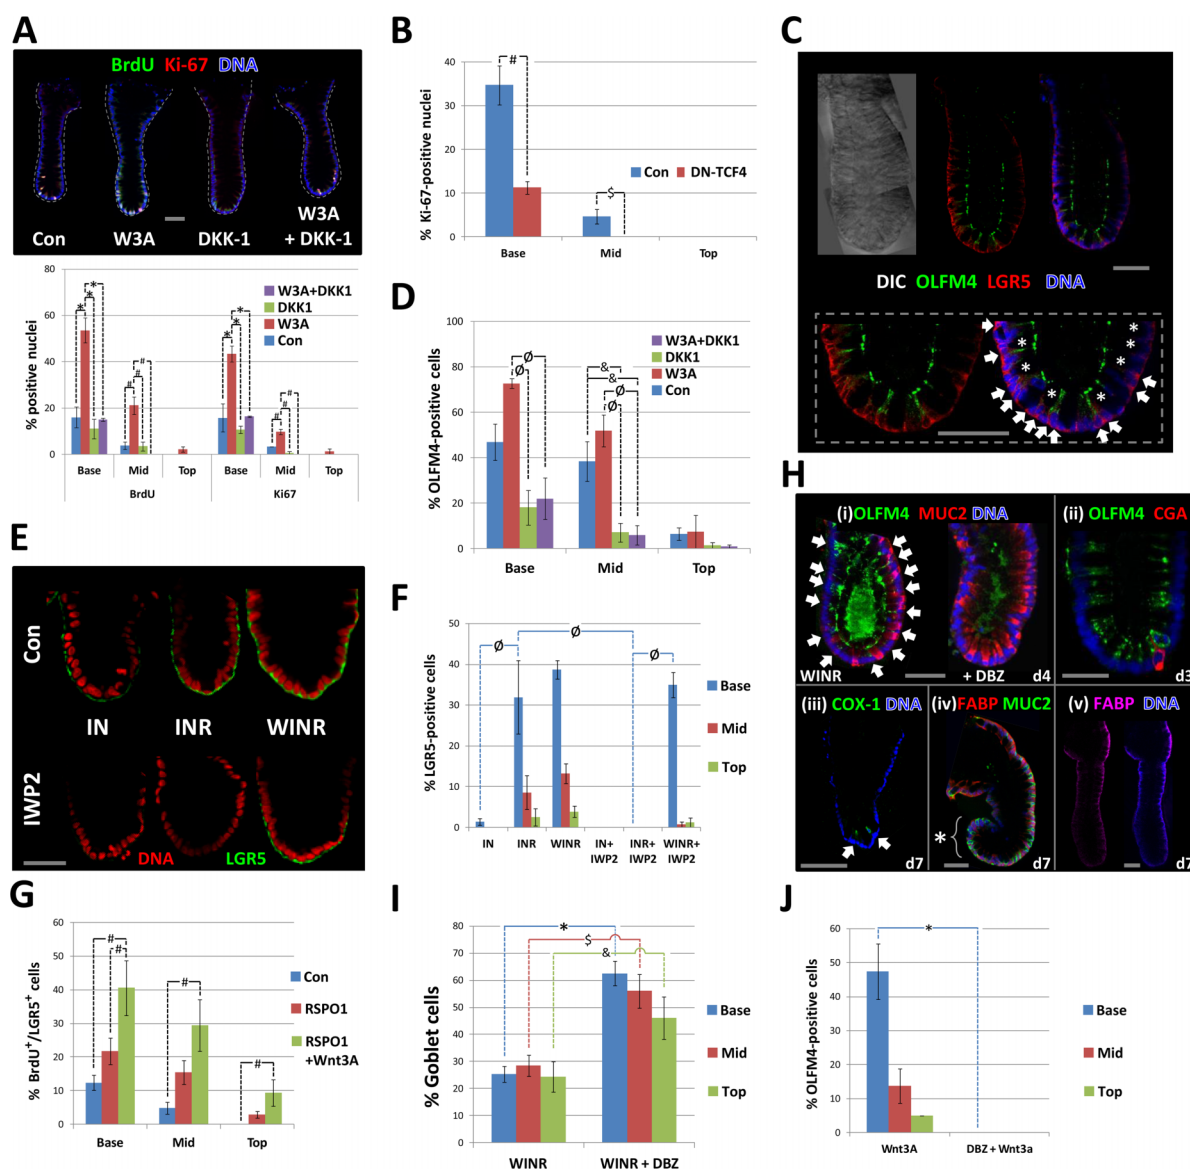 A
BrdU Ki-67 DNA
Con W3A DKK-1 W3A + DKK-1
% positive nuclei
60
50
40
30
20
10
0
W3A+DKK1
DKK1
W3A
Con
* * * # # # * * * # # #
Base Mid Top Base Mid Top
BrdU Ki67
B
% Ki-67-positive nuclei
40
30
20
10
0
#
$
Con DN-TCF4
Base Mid Top
C
DIC OLFM4 LGR5 DNA
* * * * * *
D
% OLFM4-positive cells
100
80
60
40
20
0
W3A+DKK1
DKK1
W3A
Con
Ø Ø & & Ø Ø
Base Mid Top
E
Con
IN INR WINR
IWP2
DNA LGR5
F
% LGR5-positive cells
50
40
30
20
10
0
Ø Ø Ø
Base
Mid
Top
IN INR WINR IN+ IWP2 INR+ IWP2 WINR+ IWP2
G
% BrdU+/LGR5+ cells
60
50
40
30
20
10
0
# # # #
Con
RSPO1
RSPO1 +Wnt3A
Base Mid Top
H
(i)OLFM4 MUC2 DNA
WINR + DBZ d4
(ii) OLFM4 CGA
d3
(iii) COX-1 DNA
d7
(iv)FABP MUC2
*
d7
(v) FABP DNA
d7
I
% Goblet cells
80
70
60
50
40
30
20
10
0
*
$
&
Base
Mid
Top
WINR WINR + DBZ
J
% OLFM4-positive cells
60
50
40
30
20
10
0
*
Base
Mid
Top
Wnt3A DBZ + Wnt3a